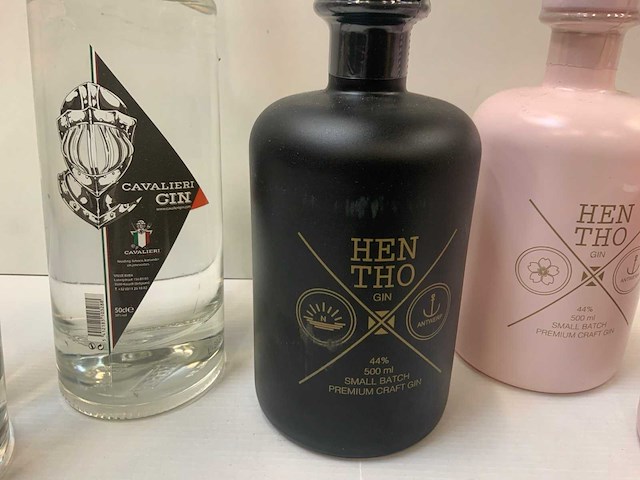 CAVALIERI
GIN
CAVALIERI
50cl e
HEN
THO
GIN
ANTWERP
44%
500 ml
SMALL BATCH
PREMIUM CRAFT GIN
HEN
THO
GIN
44%
500 ml
SMALL BATCH
PREMIUM CRAFT GIN